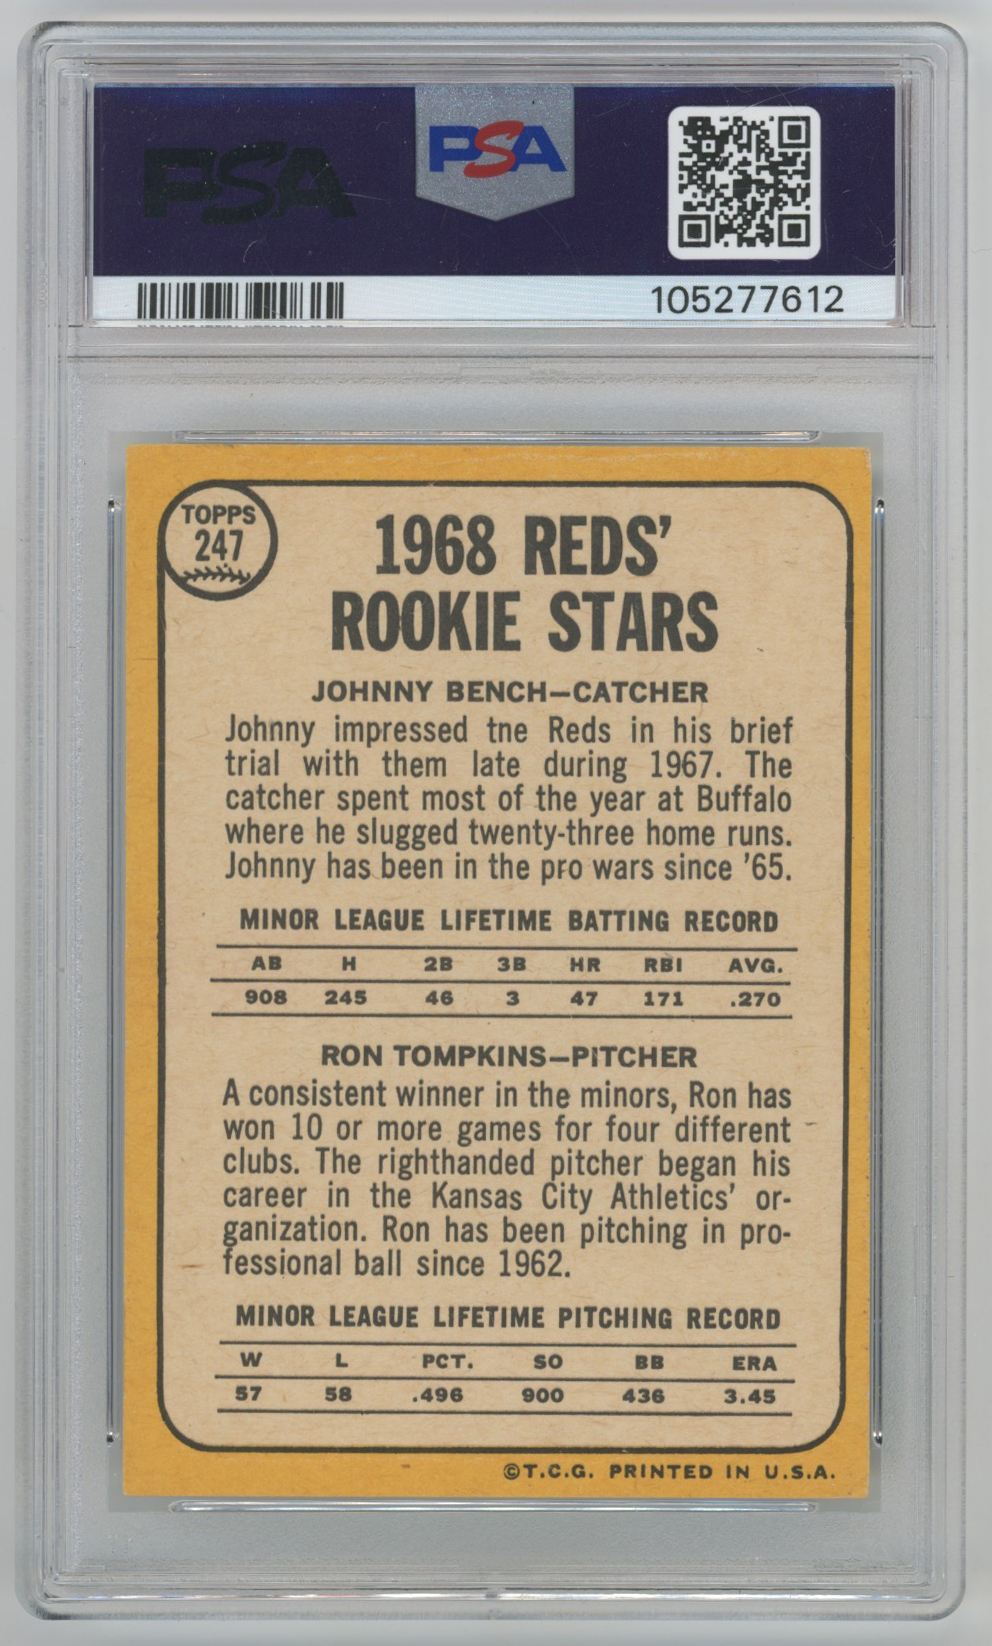 PSA
PSA
105277612
TOPPS
247
1968 REDS'
ROOKIE STARS
JOHNNY BENCH—CATCHER
Johnny impressed tne Reds in his brief
trial with them late during 1967. The
catcher spent most of the year at Buffalo
where he slugged twenty-three home runs.
Johnny has been in the pro wars since '65.
MINOR LEAGUE LIFETIME BATTING RECORD
AB H 2B 3B HR RBI AVG.
908 245 46 3 47 171 .270
RON TOMPKINS—PITCHER
A consistent winner in the minors, Ron has
won 10 or more games for four different
clubs. The righthanded pitcher began his
career in the Kansas City Athletics' or-
ganization. Ron has been pitching in pro-
fessional ball since 1962.
MINOR LEAGUE LIFETIME PITCHING RECORD
W L PCT. SO BB ERA
57 58 .496 900 436 3.45
©T.C.G. PRINTED IN U.S.A.